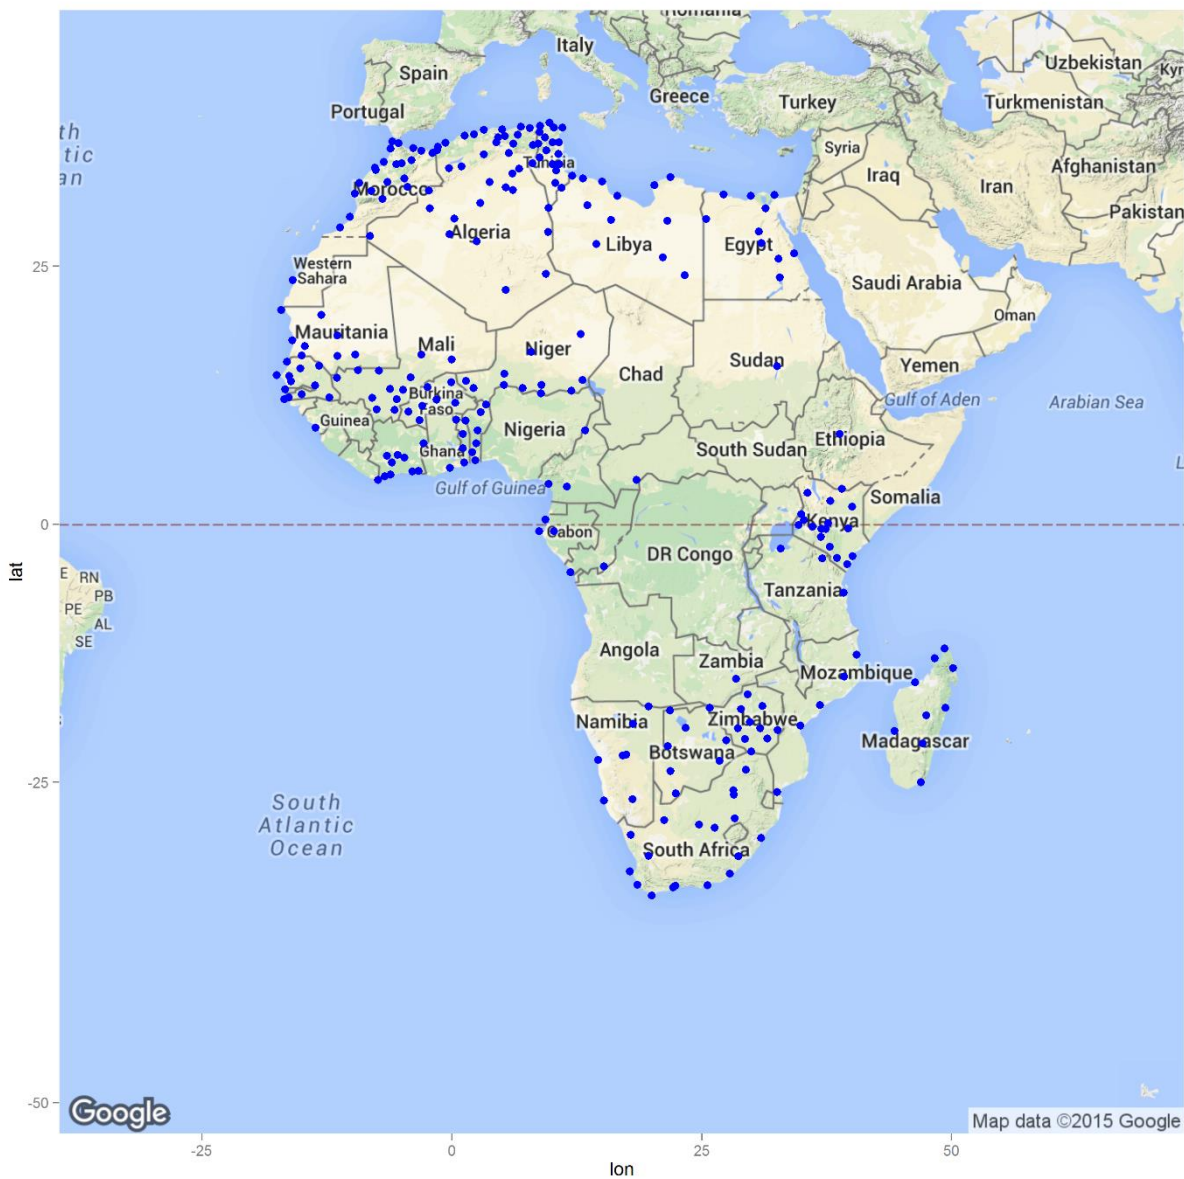 Romania
Italy
Uzbekistan
Kyr
Spain
Greece
Turkey
Turkmenistan
Portugal
th
tic
an
Syria
Afghanistan
Tunisia
Iraq
Iran
Morocco
Pakistan
Algeria
Libya
Egypt
25
Western
Sahara
Saudi Arabia
Oman
Mauritania
Mali
Niger
Sudan
Yemen
Chad
Burkina
Faso
Gulf of Aden
Arabian Sea
Guinea
Nigeria
Ethiopia
Ghana
South Sudan
L
Gulf of Guinea
Somalia
0
Kenya
Gabon
DR Congo
lat
E
RN
PB
PE
AL
SE
Tanzania
Angola
Zambia
Mozambique
Namibia
Zimbabwe
Madagascar
Botswana
-25
South
Atlantic
Ocean
South Africa
-50
Google
Map data ©2015 Google
-25
0
25
50
lon